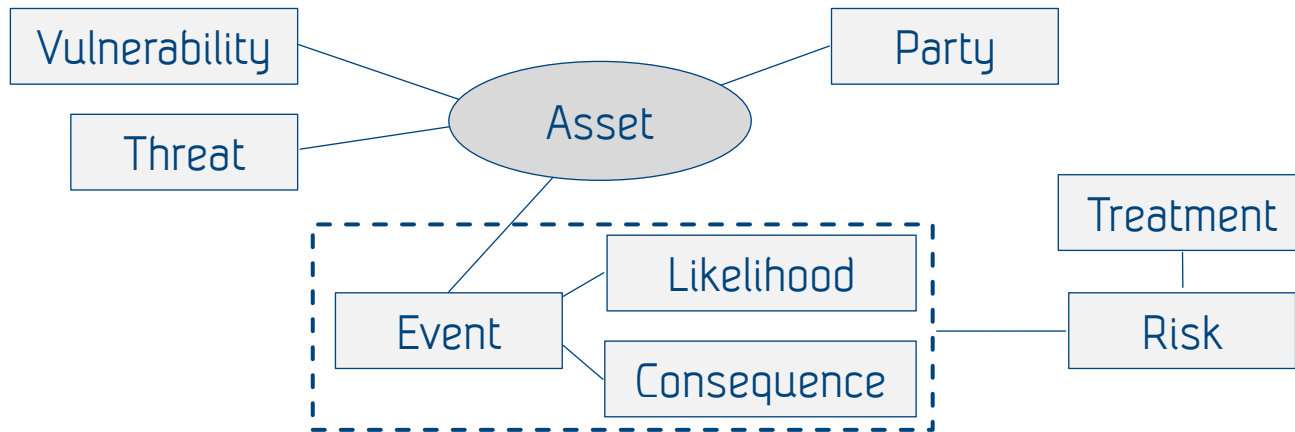 Vulnerability
Party
Asset
Threat
Treatment
Likelihood
Event
Risk
Consequence